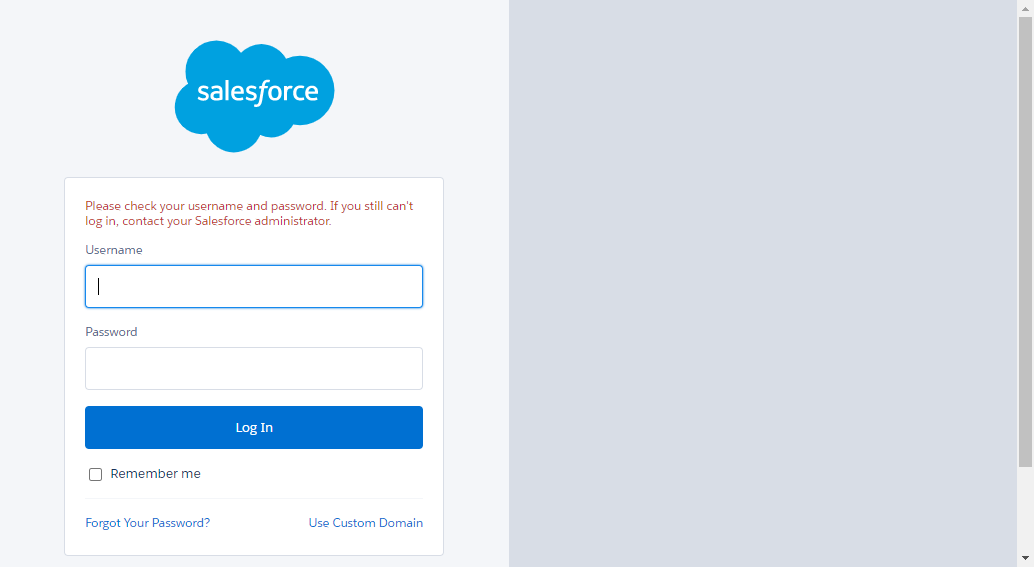 salesforce
Please check your username and password. If you still can't
log in, contact your Salesforce administrator.
Username
Password
Log In
Remember me
Forgot Your Password?
Use Custom Domain